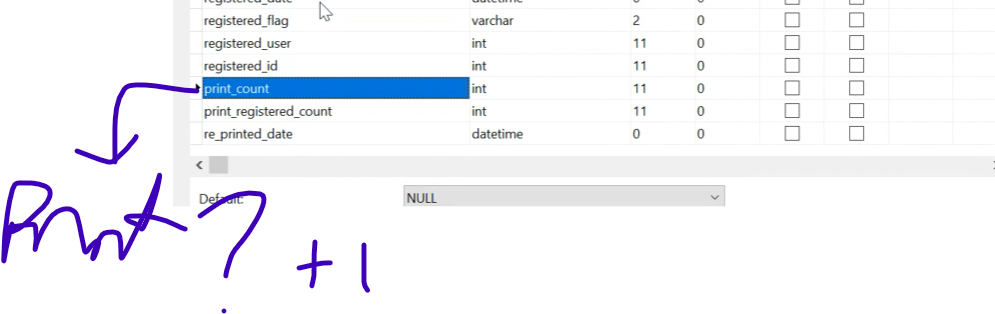 registered_date datetime 0 0
registered_flag varchar 2 0
registered_user int 11 0
registered_id int 11 0
print_count int 11 0
print_registered_count int 11 0
re_printed_date datetime 0 0
Default: NULL
Print ? + 1